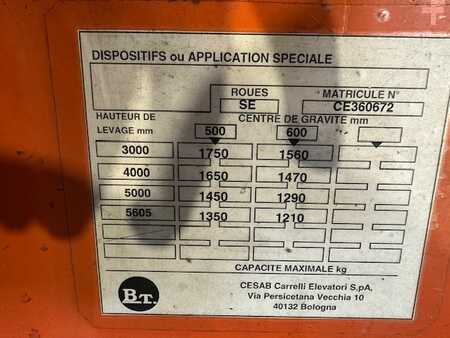 DISPOSITIFS ou APPLICATION SPECIALE
ROUES MATRICULE N°
SE CE360672
HAUTEUR DE LEVAGE mm CENTRE DE GRAVITE mm
500 600
3000 1750 1560
4000 1650 1470
5000 1450 1290
5605 1350 1210
CAPACITE MAXIMALE kg
B.T. CESAB Carrelli Elevatori S.p.A.
Via Persicetana Vecchia 10
40132 Bologna